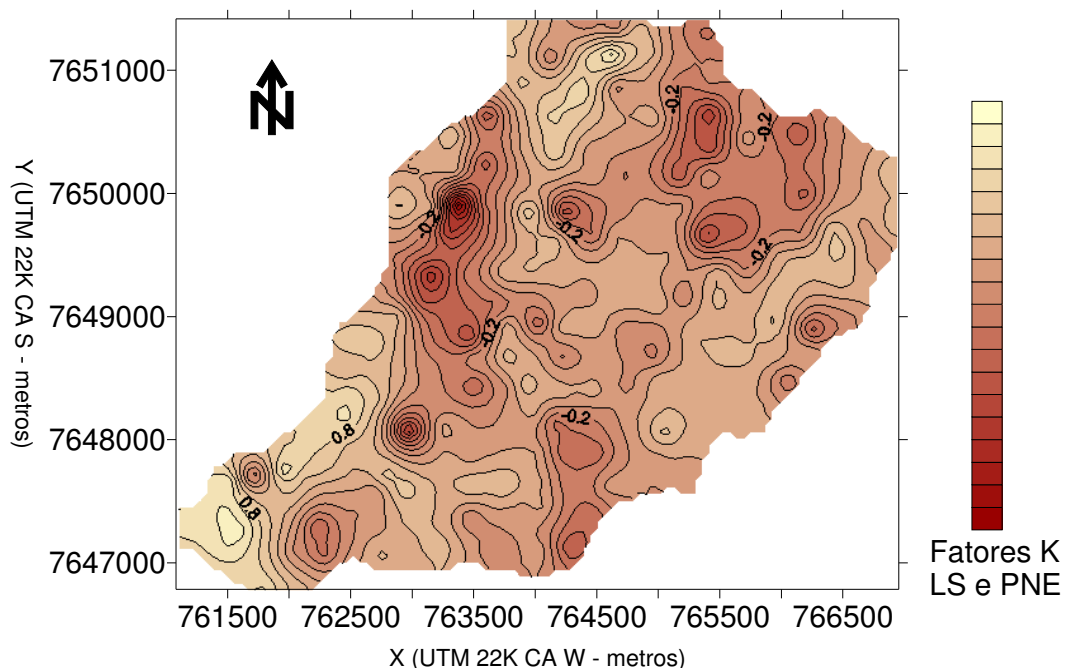 7651000
7650000
7649000
7648000
7647000
Y (UTM 22K CA S - metros)
N
-0.2
-0.2
-0.2
-0.2
-0.2
-0.2
-0.2
0.8
0.8
761500 762500 763500 764500 765500 766500
X (UTM 22K CA W - metros)
Fatores K
LS e PNE